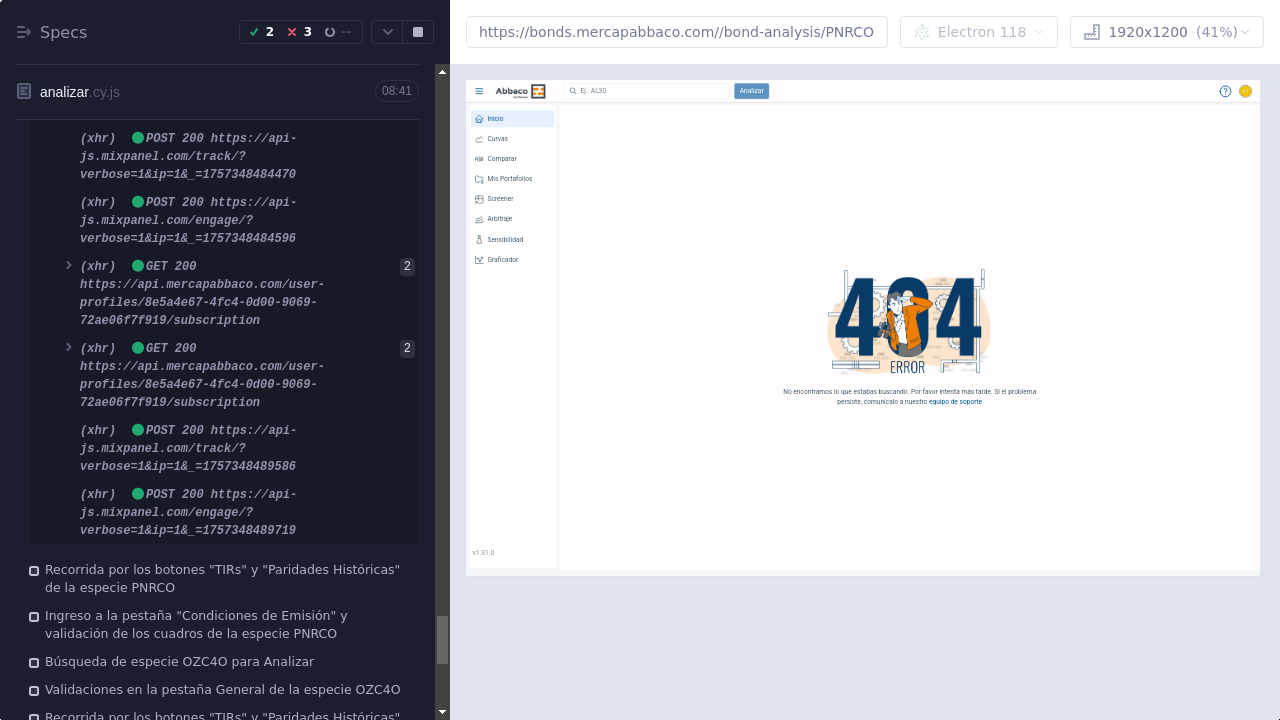 Specs
2
3
--
analizar.cy.js
08:41
(xhr) POST 200 https://api-
js.mixpanel.com/track/?
verbose=1&ip=1&_=1757348484470
(xhr) POST 200 https://api-
js.mixpanel.com/engage/?
verbose=1&ip=1&_=1757348484596
(xhr) GET 200
2
https://api.mercapabbaco.com/user-
profiles/8e5a4e67-4fc4-0d00-9069-
72ae06f7f919/subscription
(xhr) GET 200
2
https://api.mercapabbaco.com/user-
profiles/8e5a4e67-4fc4-0d00-9069-
72ae06f7f919/subscription
(xhr) POST 200 https://api-
js.mixpanel.com/track/?
verbose=1&ip=1&_=1757348489586
(xhr) POST 200 https://api-
js.mixpanel.com/engage/?
verbose=1&ip=1&_=1757348489719
Recorrida por los botones "TIRs" y "Paridades Históricas"
de la especie PNRCO
Ingreso a la pestaña "Condiciones de Emisión" y
validación de los cuadros de la especie PNRCO
Búsqueda de especie OZC4O para Analizar
Validaciones en la pestaña General de la especie OZC4O
Recorrida por los botones "TIRs" y "Paridades Históricas"
https://bonds.mercapabbaco.com//bond-analysis/PNRCO
Electron 118
1920x1200 (41%)
Abbaco
Ej.: AL30
Analizar
Inicio
Curvas
Comparar
Mis Portafolios
Screener
Arbitraje
Sensibilidad
Graficador
v1.31.0
404
ERROR
No encontramos lo que estabas buscando. Por favor intenta más tarde. Si el problema
persiste, comunícalo a nuestro equipo de soporte